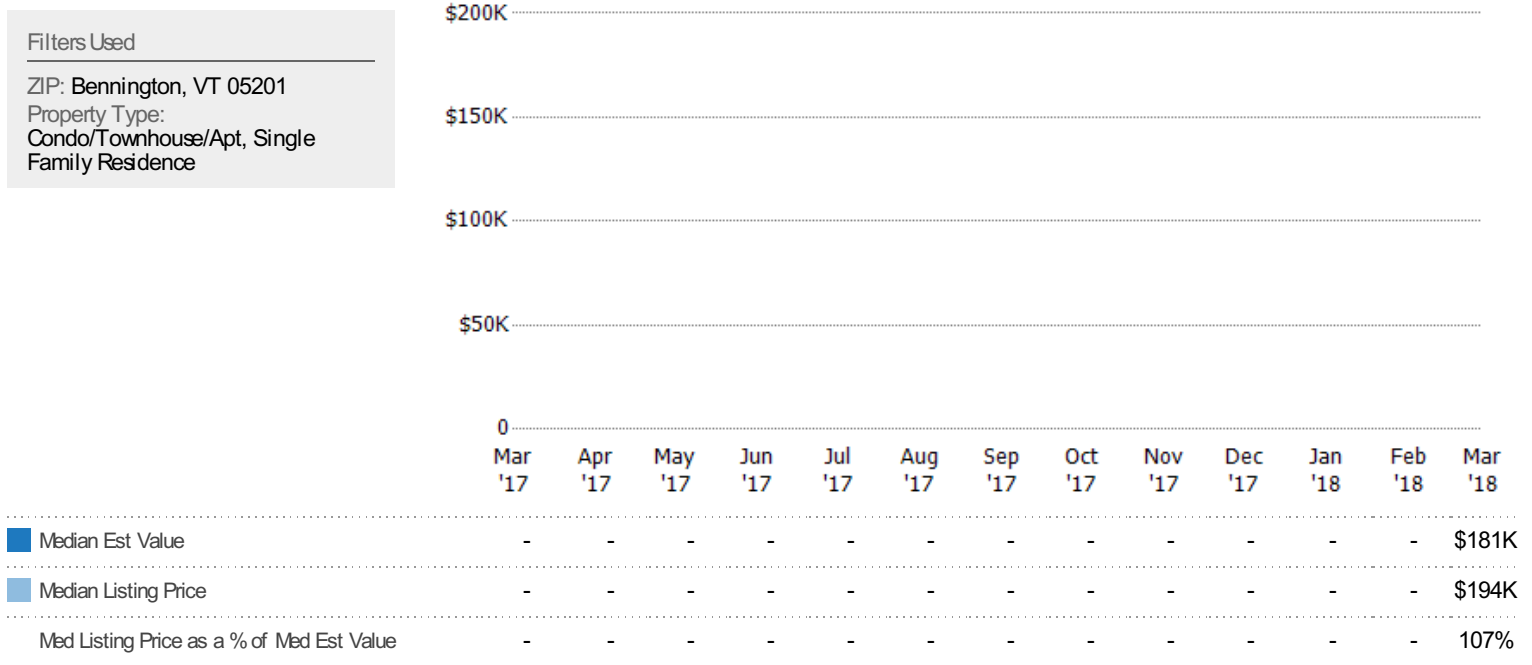 Filters Used
ZIP: Bennington, VT 05201
Property Type:
Condo/Townhouse/Apt, Single
Family Residence
$200K
$150K
$100K
$50K
0
Mar Apr May Jun Jul Aug Sep Oct Nov Dec Jan Feb Mar
'17 '17 '17 '17 '17 '17 '17 '17 '17 '17 '18 '18 '18
Median Est Value - - - - - - - - - - - - $181K
Median Listing Price - - - - - - - - - - - - $194K
Med Listing Price as a % of Med Est Value - - - - - - - - - - - - 107%